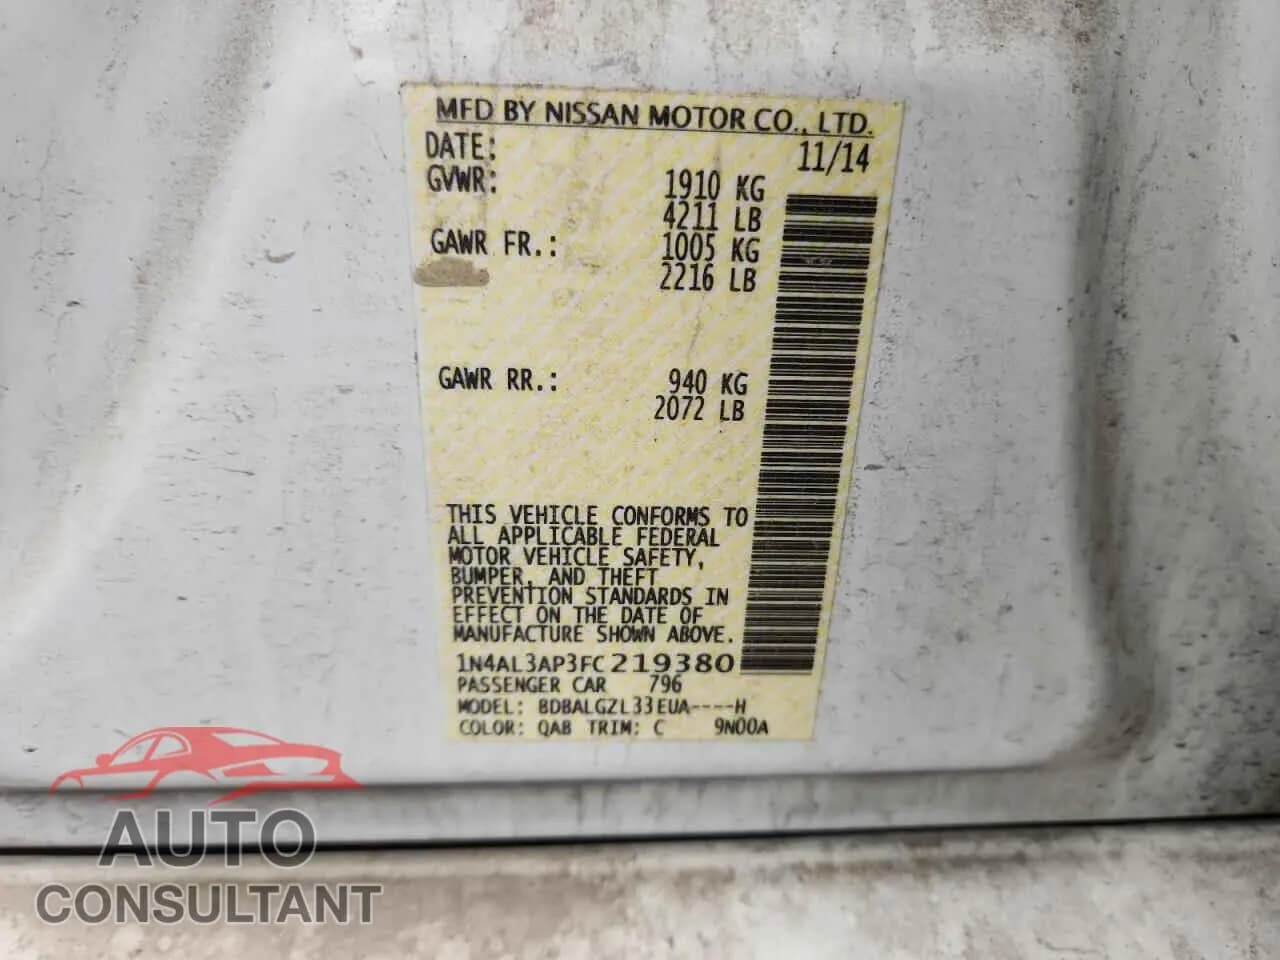 MFD BY NISSAN MOTOR CO., LTD.
DATE: 11/14
GVWR: 1910 KG
4211 LB
GAWR FR.: 1005 KG
2216 LB
GAWR RR.: 940 KG
2072 LB
THIS VEHICLE CONFORMS TO
ALL APPLICABLE FEDERAL
MOTOR VEHICLE SAFETY,
BUMPER, AND THEFT
PREVENTION STANDARDS IN
EFFECT ON THE DATE OF
MANUFACTURE SHOWN ABOVE.
1N4AL3AP3FC219380
PASSENGER CAR 796
MODEL: BDBALGZL33EUA----H
COLOR: QAB TRIM: C 9N00A
AUTO
CONSULTANT